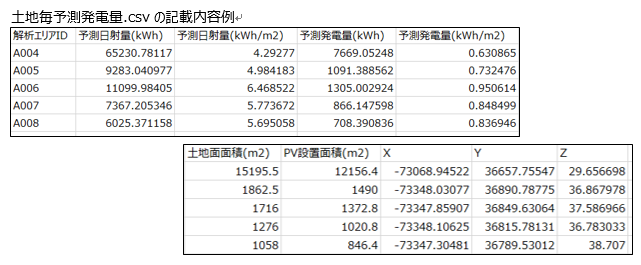 土地毎予測発電量.csv の記載内容例
解析エリアID 予測日射量(kWh) 予測日射量(kWh/m2) 予測発電量(kWh) 予測発電量(kWh/m2)
A004 65230.78117 4.29277 7669.05248 0.630865
A005 9283.040977 4.984183 1091.388562 0.732476
A006 11099.98405 6.468522 1305.002924 0.950614
A007 7367.205346 5.773672 866.147598 0.848499
A008 6025.371158 5.695058 708.390836 0.836946
土地面面積(m2) PV設置面積(m2) X Y Z
15195.5 12156.4 -73068.94522 36657.75547 29.656698
1862.5 1490 -73348.03077 36890.78775 36.867978
1716 1372.8 -73347.85907 36849.63064 37.586966
1276 1020.8 -73348.10625 36815.78131 36.783033
1058 846.4 -73347.30481 36789.53012 38.707